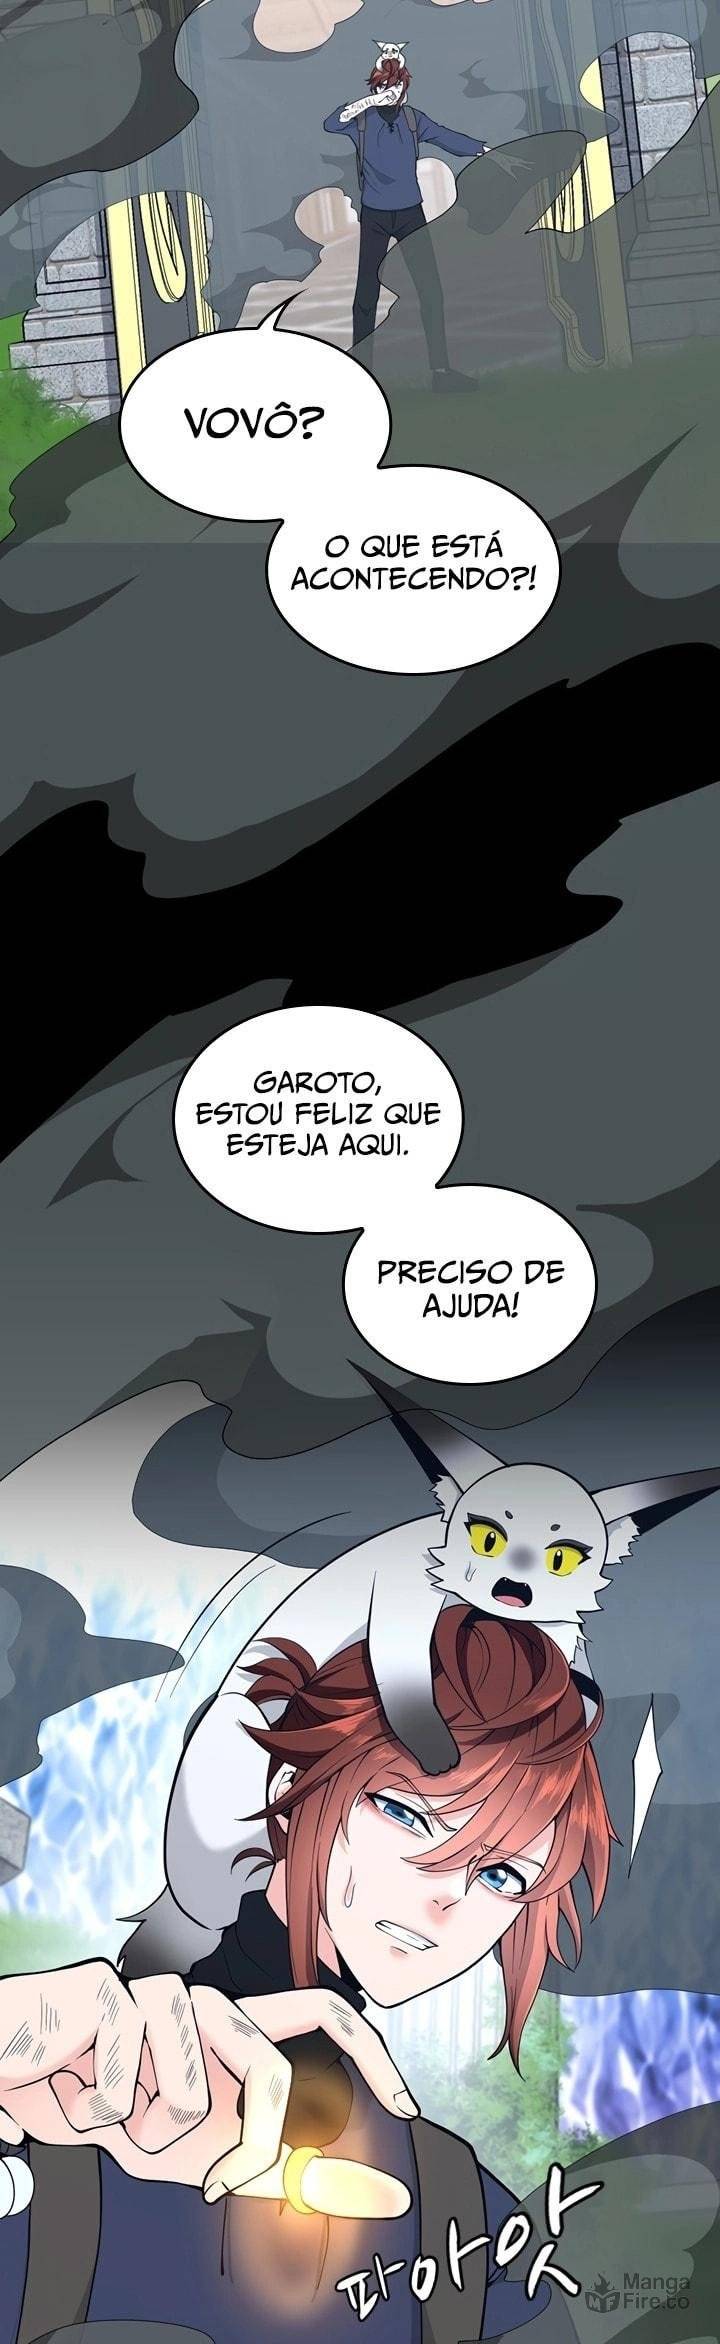 VOVÔ?
O QUE ESTÁ
ACONTECENDO?!
GAROTO,
ESTOU FELIZ QUE
ESTEJA AQUI.
PRECISO DE
AJUDA!
파아앗
Manga
Fire.co
MF